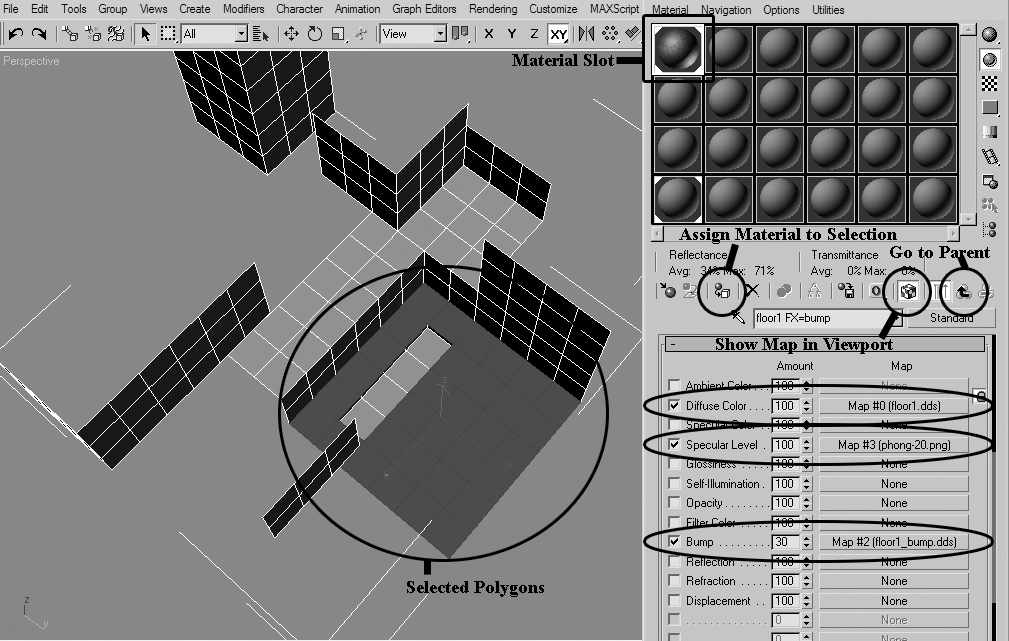 File Edit Tools Group Views Create Modifiers Character Animation Graph Editors Rendering Customize MAXScript
Material Navigation Options Utilities
All
View
X Y Z XY
Perspective
Material Slot
Assign Material to Selection
Go to Parent
Reflectance
Avg: 34% Max: 71%
Transmittance
Avg: 0% Max: 0%
floor1 FX=bump
Standard
- Show Map in Viewport
Amount Map
Ambient Color . . . 100 None
Diffuse Color . . . . 100 Map #0 (floor1.dds)
Specular Color . . 100 None
Specular Level . 100 Map #3 (phong-20.png)
Glossiness . . . . . 100 None
Self-Illumination . 100 None
Opacity . . . . . . . . 100 None
Filter Color . . . . . 100 None
Bump . . . . . . . . . 30 Map #2 (floor1_bump.dds)
Reflection . . . . . 100 None
Refraction . . . . . 100 None
Displacement . . 100 None
. . . . . . . . . . . . . . 0 None
0 None
Selected Polygons
z
y